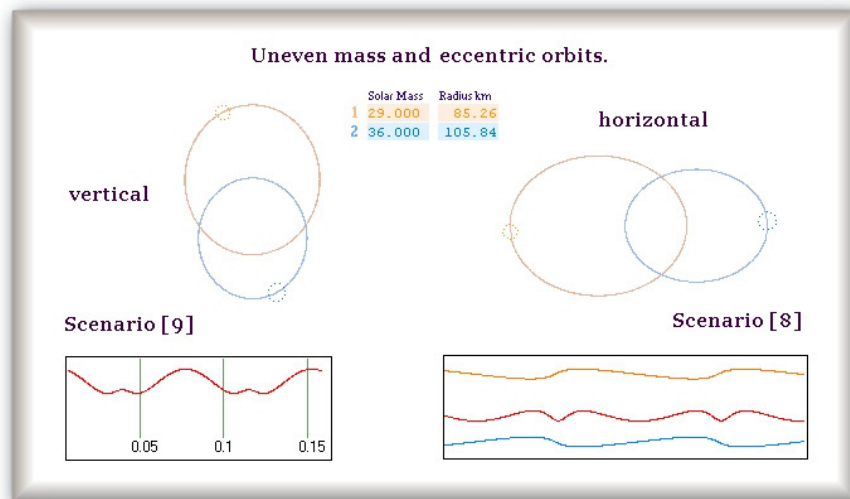 Uneven mass and eccentric orbits.
Solar Mass Radius km
1 29.000 85.26
2 36.000 105.84
horizontal
vertical
Scenario [9]
Scenario [8]
0.05 0.1 0.15